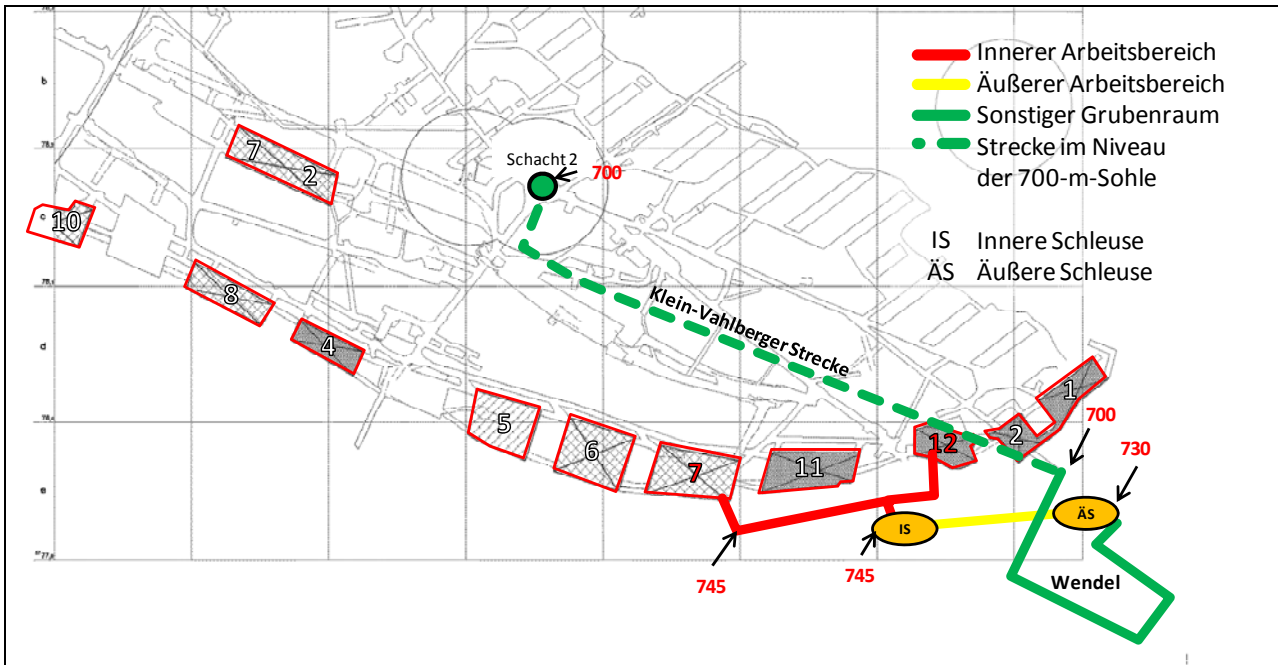 Innerer Arbeitsbereich
Äußerer Arbeitsbereich
Sonstiger Grubenraum
Strecke im Niveau
der 700-m-Sohle
IS Innere Schleuse
ÄS Äußere Schleuse
b
7
2
Schacht 2
700
10
c
8
Klein-Vahlberger Strecke
4
d
1
5
2
700
6
12
7
11
730
e
ÄS
IS
745
745
Wendel